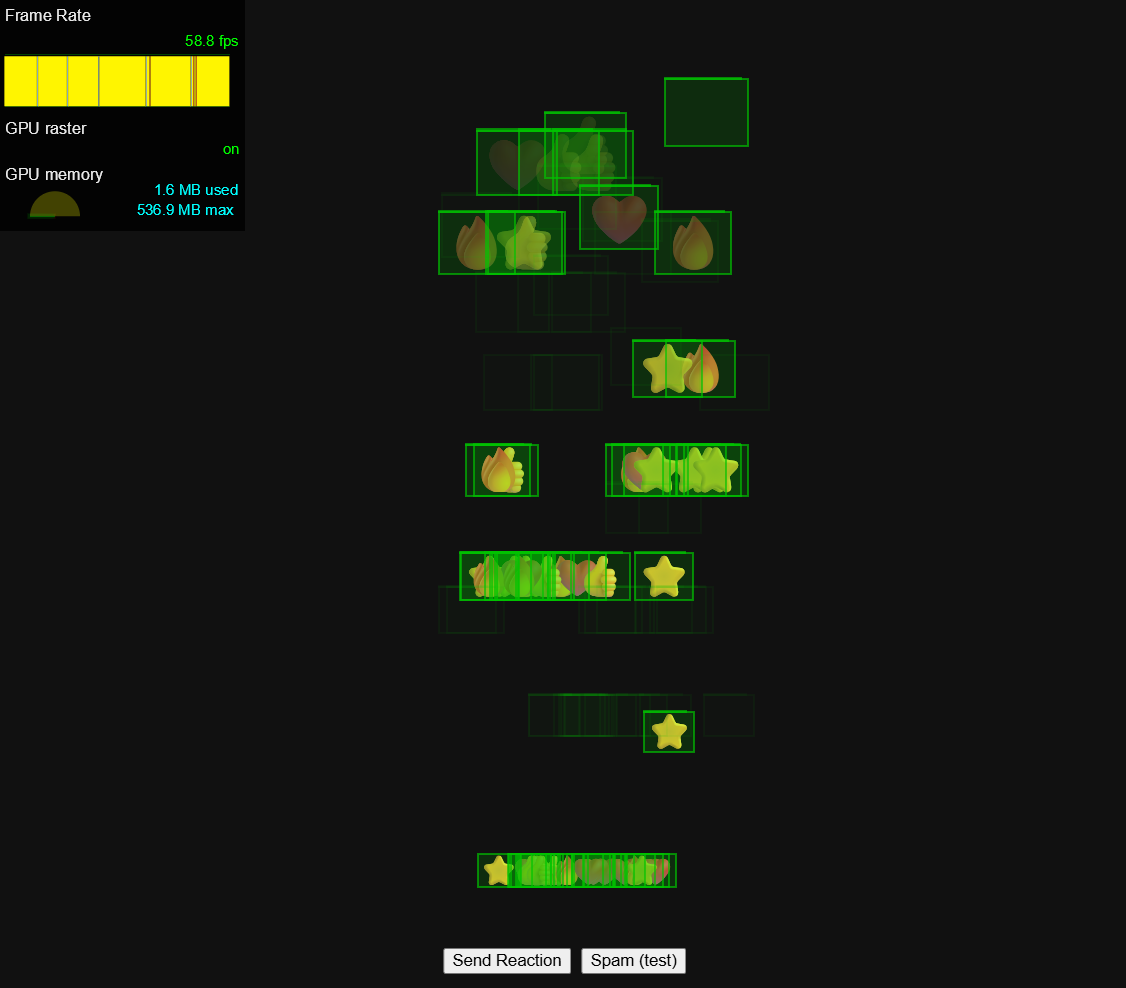 Frame Rate
58.8 fps
GPU raster
on
GPU memory
1.6 MB used
536.9 MB max
Send Reaction
Spam (test)